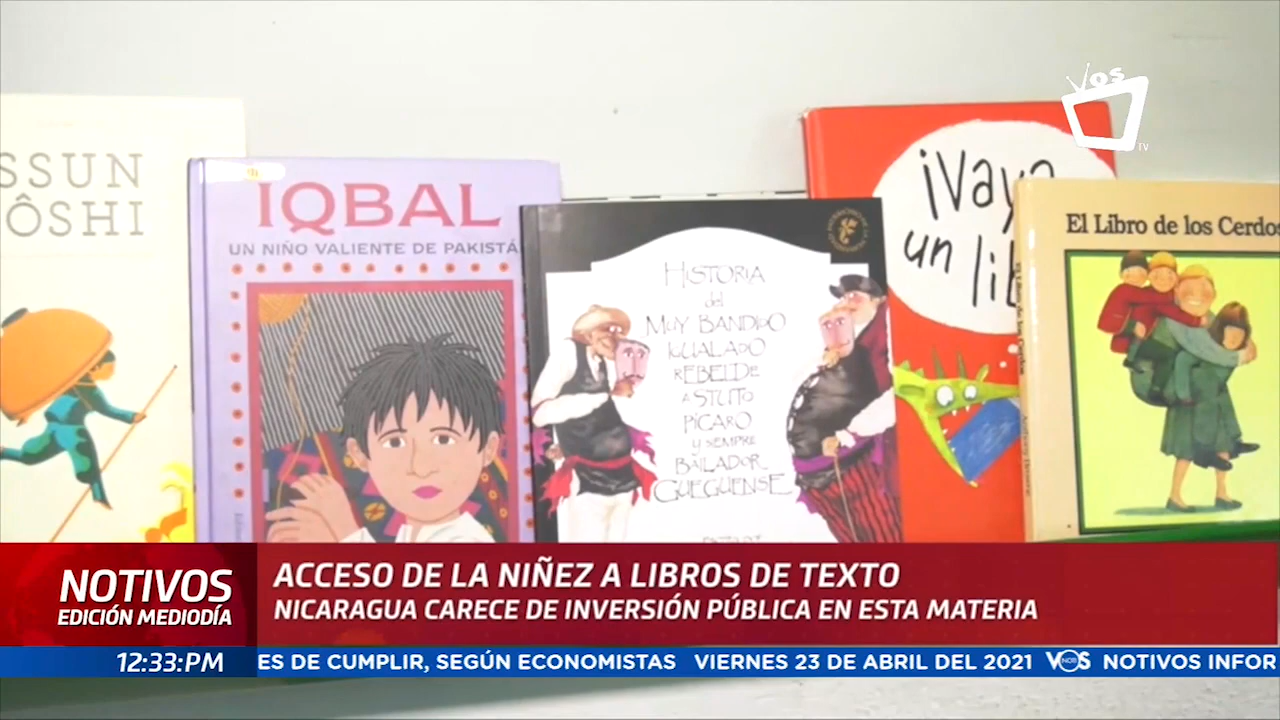 VOS
TV
SSUN
ÔSHI
IQBAL
UN NIÑO VALIENTE DE PAKISTÁ
HISTORIA
del
MUY BANDIDO
IGUALADO
REBELDE
ASTUTO
PÍCARO
Y SIEMPRE
BAILADOR
GUEGUENSE
¡Vaya
un lib
El Libro de los Cerdos
NOTIVOS
EDICIÓN MEDIODÍA
ACCESO DE LA NIÑEZ A LIBROS DE TEXTO
NICARAGUA CARECE DE INVERSIÓN PÚBLICA EN ESTA MATERIA
12:33:PM
ES DE CUMPLIR, SEGÚN ECONOMISTAS VIERNES 23 DE ABRIL DEL 2021 VOS NOTIVOS INFOR